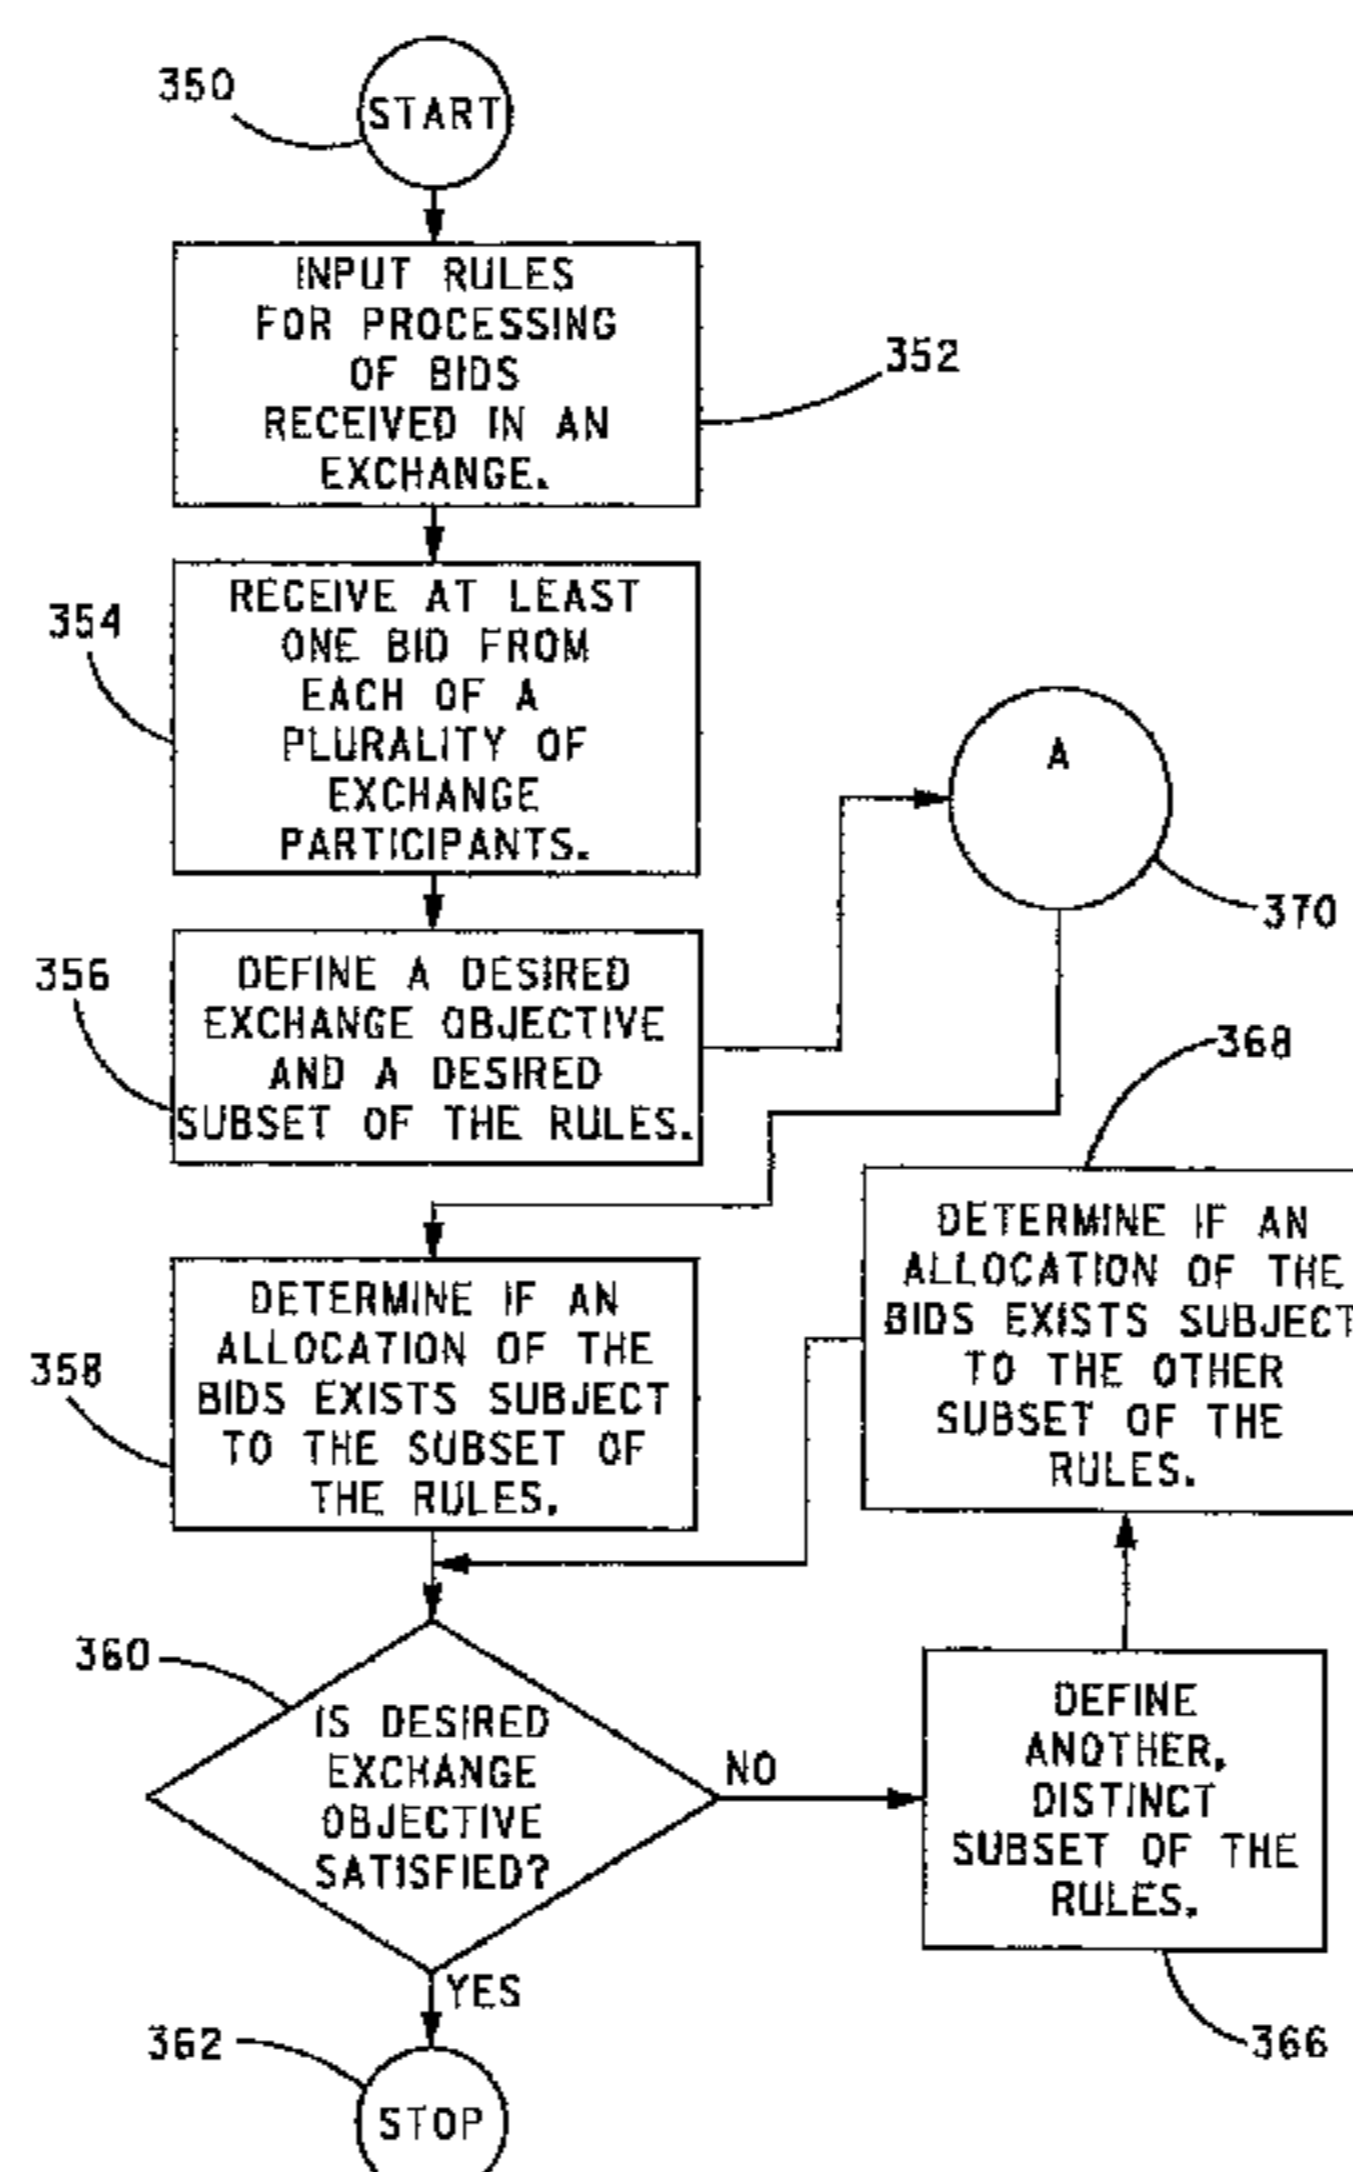 350
START
INPUT RULES
FOR PROCESSING
OF BIDS
RECEIVED IN AN
EXCHANGE.
352
354
RECEIVE AT LEAST
ONE BID FROM
EACH OF A
PLURALITY OF
EXCHANGE
PARTICIPANTS.
A
370
356
DEFINE A DESIRED
EXCHANGE OBJECTIVE
AND A DESIRED
SUBSET OF THE RULES.
368
358
DETERMINE IF AN
ALLOCATION OF THE
BIDS EXISTS SUBJECT
TO THE SUBSET OF
THE RULES.
DETERMINE IF AN
ALLOCATION OF THE
BIDS EXISTS SUBJECT
TO THE OTHER
SUBSET OF THE
RULES.
360
IS DESIRED
EXCHANGE
OBJECTIVE
SATISFIED?
NO
DEFINE
ANOTHER,
DISTINCT
SUBSET OF THE
RULES.
366
YES
362
STOP